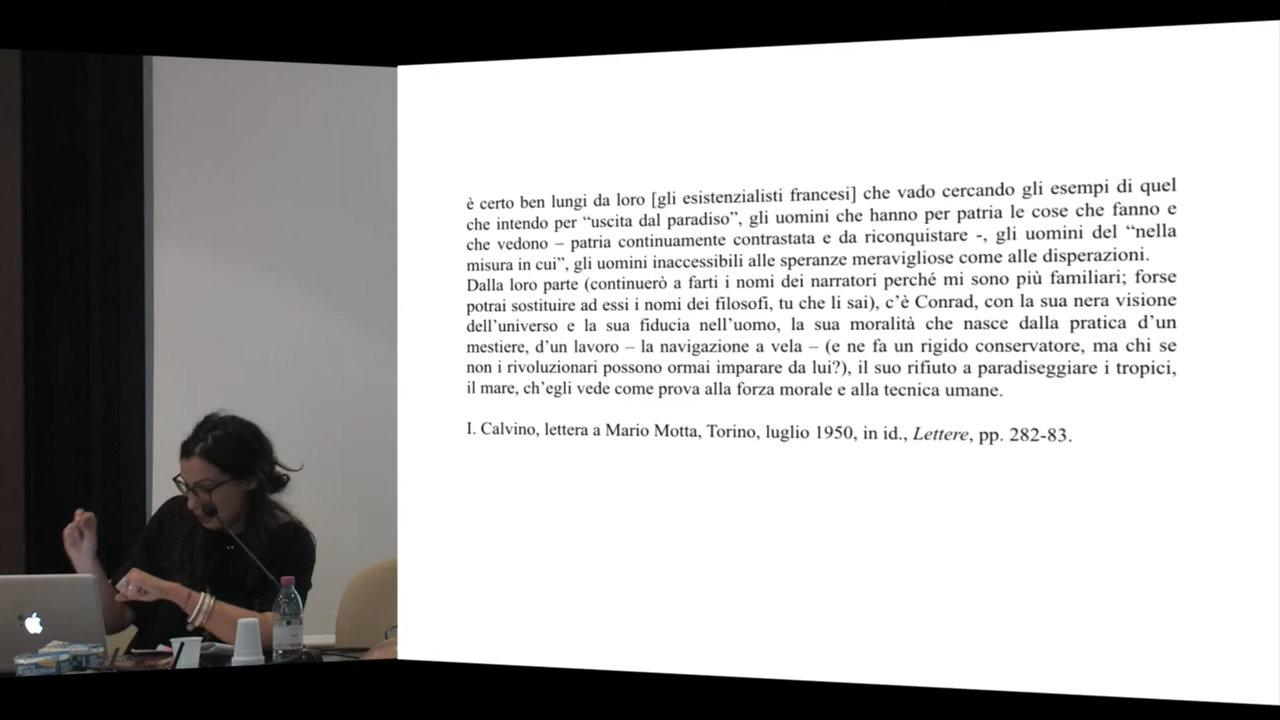 è certo ben lungi da loro [gli esistenzialisti francesi] che vado cercando gli esempi di quel
che intendo per “uscita dal paradiso”, gli uomini che hanno per patria le cose che fanno e
che vedono – patria continuamente contrastata e da riconquistare -, gli uomini del “nella
misura in cui”, gli uomini inaccessibili alle speranze meravigliose come alle disperazioni.
Dalla loro parte (continuerò a farti i nomi dei narratori perché mi sono più familiari; forse
potrai sostituire ad essi i nomi dei filosofi, tu che li sai), c’è Conrad, con la sua nera visione
dell’universo e la sua fiducia nell’uomo, la sua moralità che nasce dalla pratica d’un
mestiere, d’un lavoro – la navigazione a vela – (e ne fa un rigido conservatore, ma chi se
non i rivoluzionari possono ormai imparare da lui?), il suo rifiuto a paradiseggiare i tropici,
il mare, ch’egli vede come prova alla forza morale e alla tecnica umane.
I. Calvino, lettera a Mario Motta, Torino, luglio 1950, in id., Lettere, pp. 282-83.